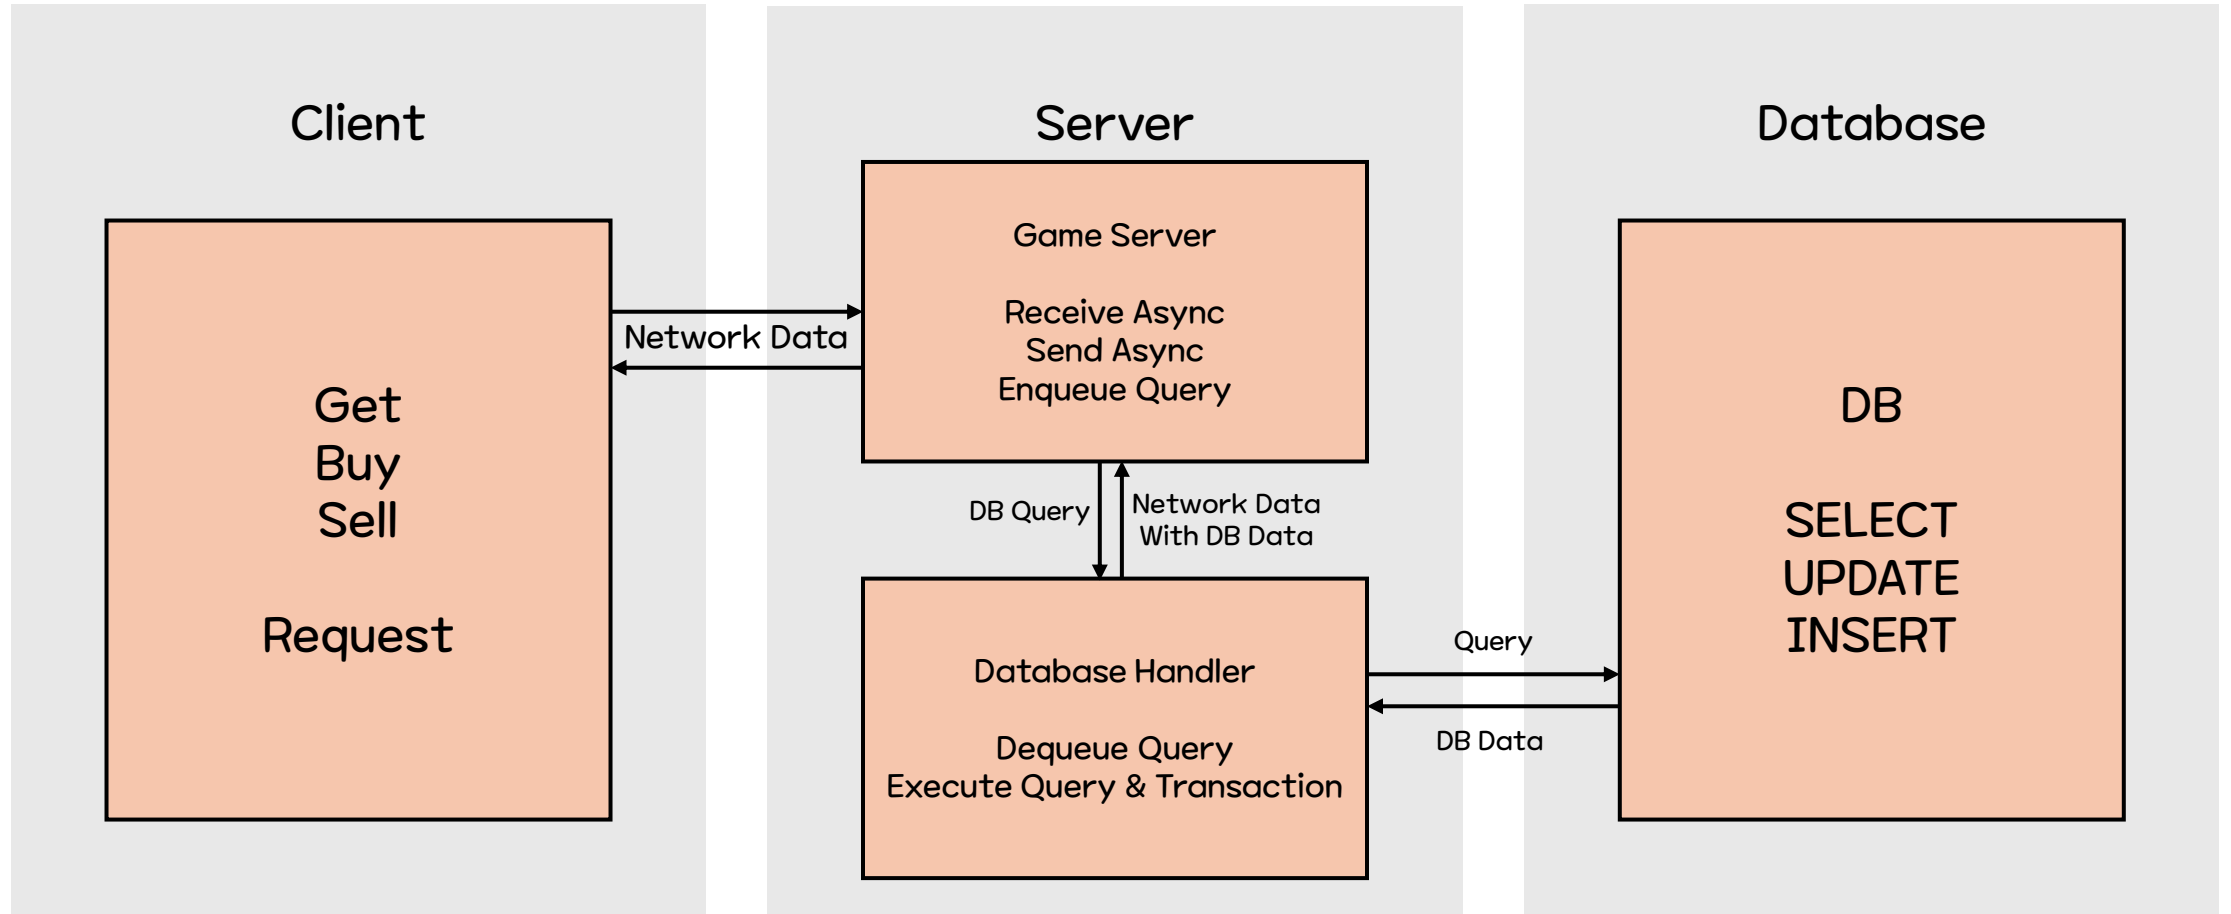 Client
Get
Buy
Sell
Request
Network Data
Server
Game Server
Receive Async
Send Async
Enqueue Query
DB Query
Network Data
With DB Data
Database Handler
Dequeue Query
Execute Query & Transaction
Query
DB Data
Database
DB
SELECT
UPDATE
INSERT